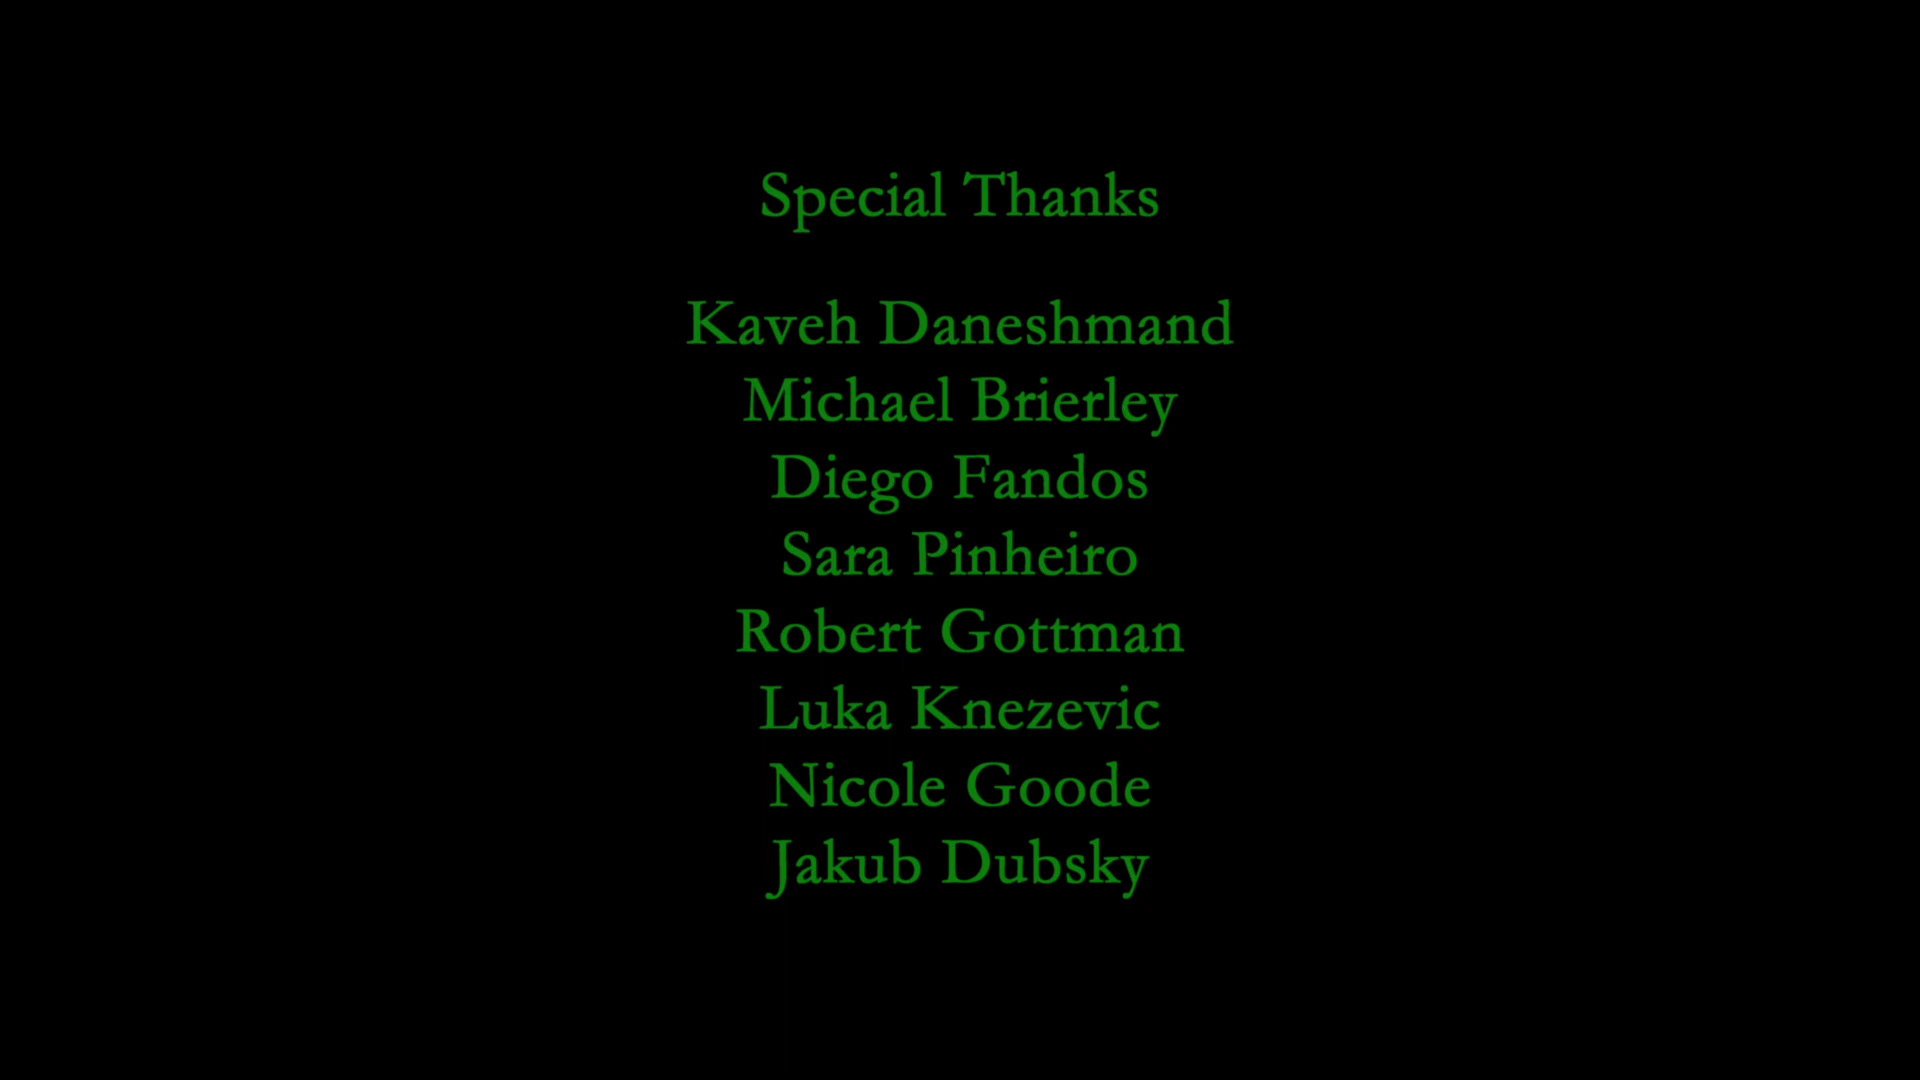 Special Thanks
Kaveh Daneshmand
Michael Brierley
Diego Fandos
Sara Pinheiro
Robert Gottman
Luka Knezevic
Nicole Goode
Jakub Dubsky